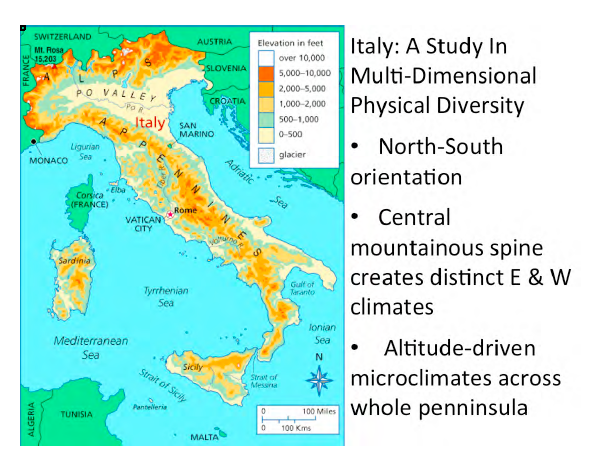 SWITZERLAND
Mt. Rosa
15,203
FRANCE
AUSTRIA
SLOVENIA
CROATIA
A L P S
PO VALLEY
Po R.
Italy
SAN
MARINO
MONACO
Ligurian
Sea
APENNINES
Adriatic
Sea
Elba
Corsica
(FRANCE)
Tiber R.
Rome
VATICAN
CITY
Volturno R.
Sardinia
Gulf of
Taranto
Tyrrhenian
Sea
Ionian
Sea
Mediterranean
Sea
Sicily
Strait of
Messina
Strait of Sicily
Pantelleria
ALGERIA
TUNISIA
MALTA
N
0 100 Miles
0 100 Kms
Elevation in feet
over 10,000
5,000–10,000
2,000–5,000
1,000–2,000
500–1,000
0–500
glacier
Italy: A Study In
Multi-Dimensional
Physical Diversity
• North-South
orientation
• Central
mountainous spine
creates distinct E & W
climates
• Altitude-driven
microclimates across
whole penninsula